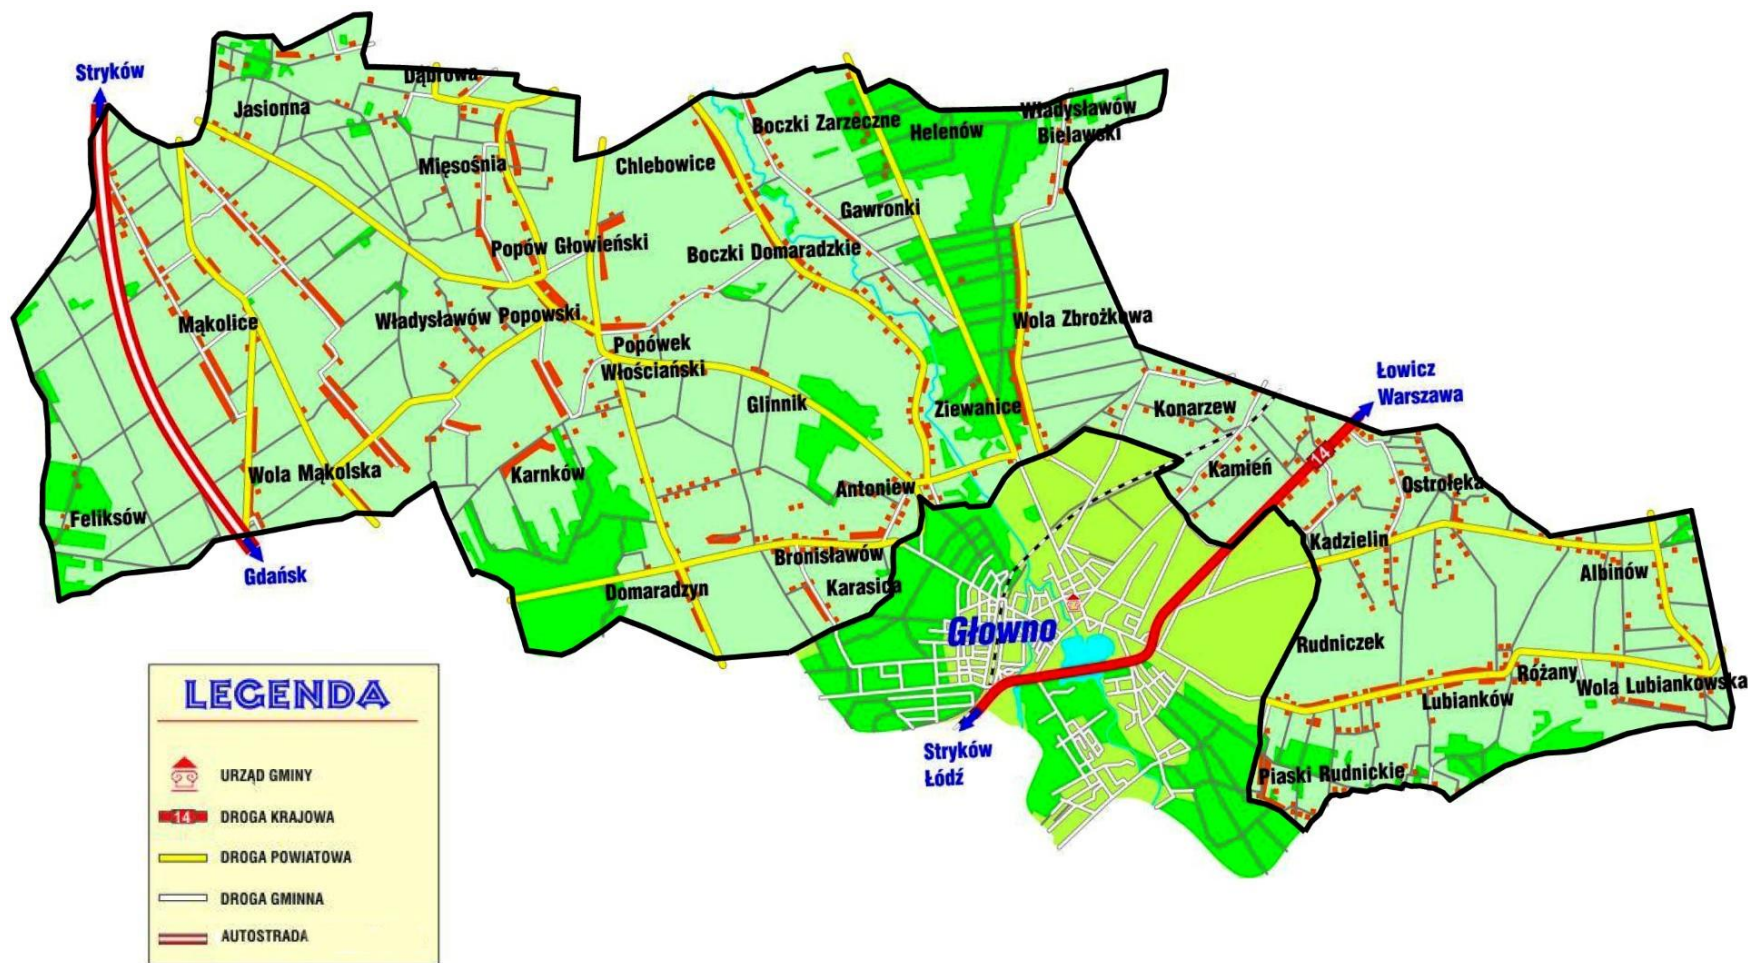 Stryków
Jasionna
Dąbrowa
Mięsośnia
Chlebowice
Boczki Zarzeczne
Helenów
Władysławów
Bielawski
Gawronki
Popów Głowieński
Boczki Domaradzkie
Mąkolice
Władysławów Popowski
Popówek
Włościański
Wola Zbrożkowa
Glinnik
Ziewanice
Konarzew
Łowicz
Warszawa
14
Wola Mąkolska
Karnków
Antoniew
Kamień
Ostrołęka
Feliksów
Gdańsk
Bronisławów
Domaradzyn
Karasica
Kadzielin
Albinów
Głowno
Rudniczek
Lubianków
Różany
Wola Lubiankowska
Piaski Rudnickie
Stryków
Łódź
LEGENDA
URZĄD GMINY
14
DROGA KRAJOWA
DROGA POWIATOWA
DROGA GMINNA
AUTOSTRADA